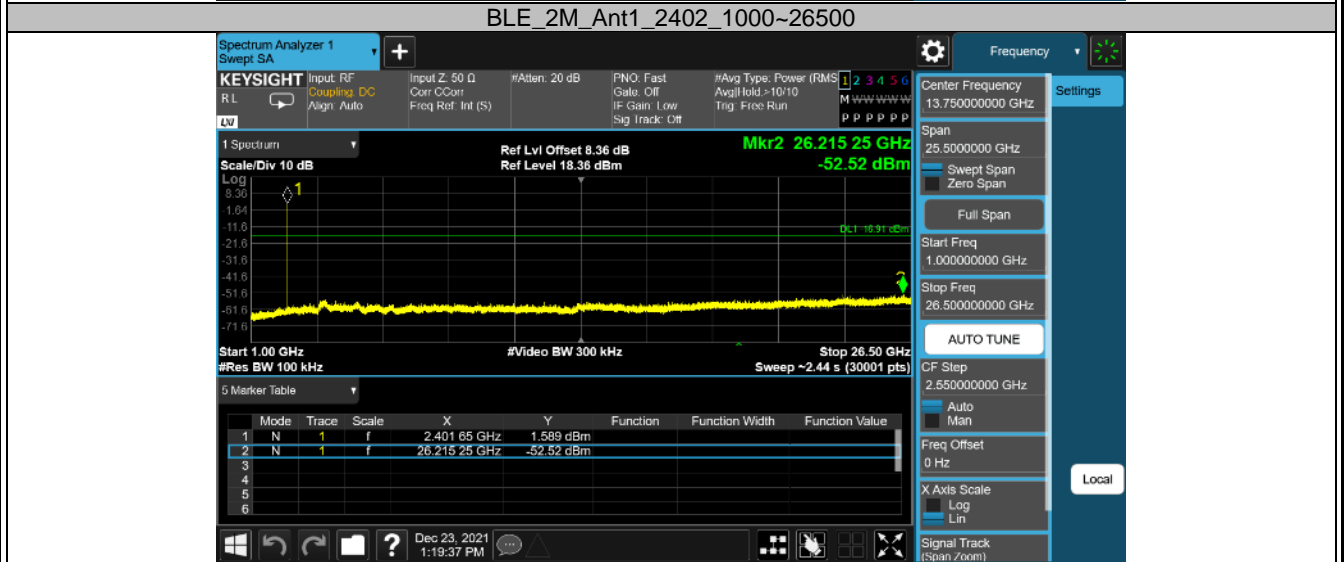 BLE_2M_Ant1_2402_1000~26500
Spectrum Analyzer 1
Swept SA
+
Frequency
KEYSIGHT
RL
LXI
Input: RF
Coupling: DC
Align: Auto
Input Z: 50 Ω
Corr CCorr
Freq Ref: Int (S)
#Atten: 20 dB
PNO: Fast
Gate: Off
IF Gain: Low
Sig Track: Off
#Avg Type: Power (RMS
Avg|Hold:>10/10
Trig: Free Run
1 2 3 4 5 6
M W W W W W
P P P P P P
Center Frequency
13.750000000 GHz
Settings
1 Spectrum
Scale/Div 10 dB
Ref Lvl Offset 8.36 dB
Ref Level 18.36 dBm
Mkr2 26.215 25 GHz
-52.52 dBm
Span
25.5000000 GHz
Swept Span
Zero Span
Full Span
Log
8.36
-1.64
-11.6
-21.6
-31.6
-41.6
-51.6
-61.6
-71.6
1
DL1 -16.91 dBm
2
Start Freq
1.000000000 GHz
Stop Freq
26.500000000 GHz
AUTO TUNE
Start 1.00 GHz
#Res BW 100 kHz
#Video BW 300 kHz
Stop 26.50 GHz
Sweep ~2.44 s (30001 pts)
CF Step
2.550000000 GHz
Auto
Man
5 Marker Table
Mode Trace Scale X Y Function Function Width Function Value
1 N 1 f 2.401 65 GHz 1.589 dBm
2 N 1 f 26.215 25 GHz -52.52 dBm
3
4
5
6
Freq Offset
0 Hz
X Axis Scale
Log
Lin
Local
Signal Track
(Span Zoom)
?
Dec 23, 2021
1:19:37 PM